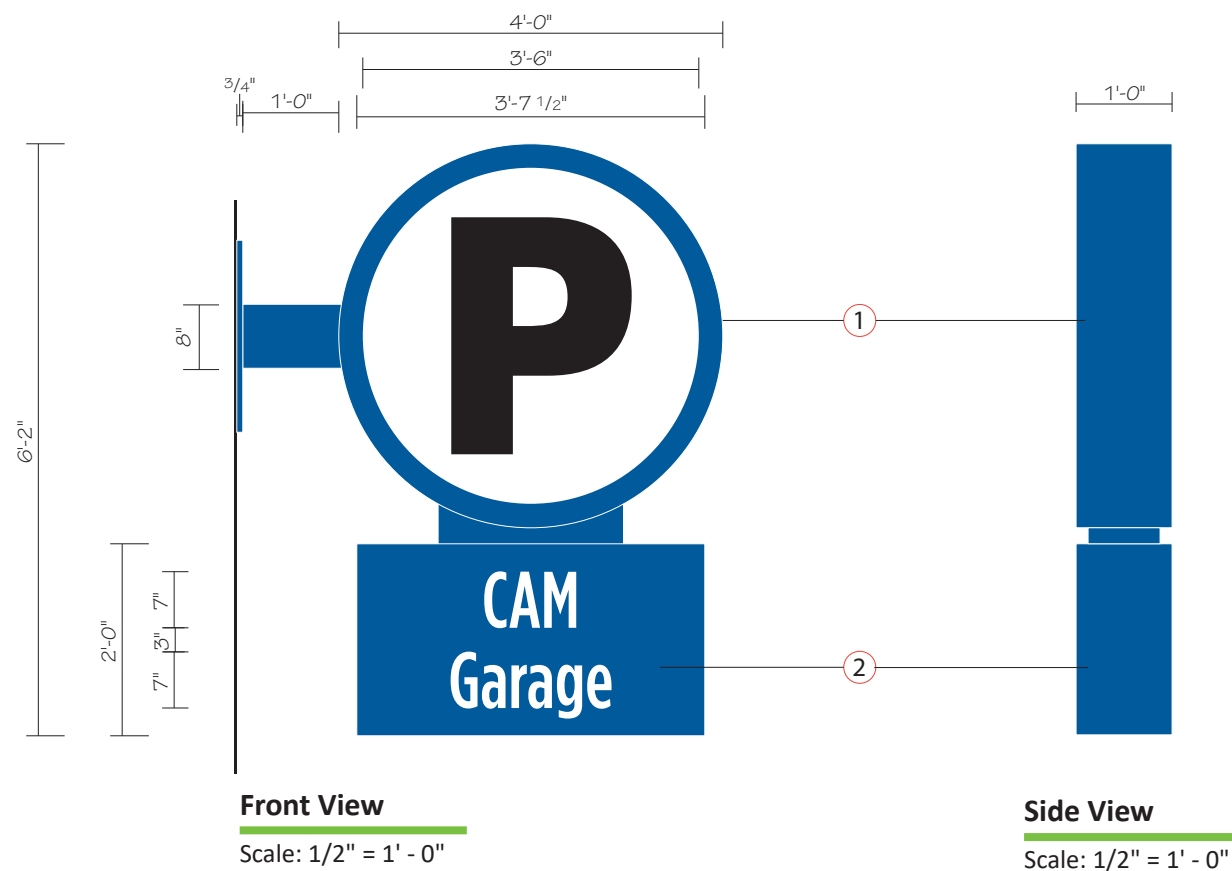 4'-0"
3'-6"
3/4"
1'-0"
3'-7 1/2"
1'-0"
P
8"
1
6'-2"
7"
3"
7"
2'-0"
CAM
Garage
2
Front View
Scale: 1/2" = 1' - 0"
Side View
Scale: 1/2" = 1' - 0"